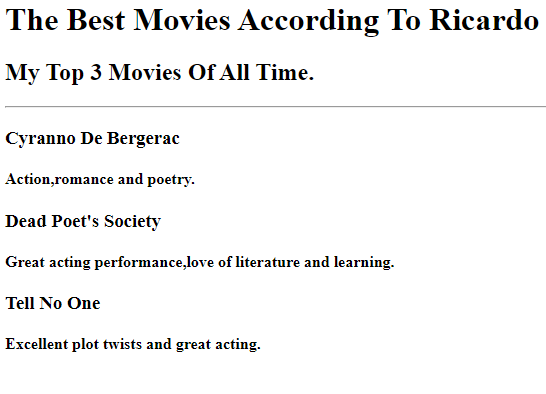 The Best Movies According To Ricardo
My Top 3 Movies Of All Time.
Cyranno De Bergerac
Action,romance and poetry.
Dead Poet's Society
Great acting performance,love of literature and learning.
Tell No One
Excellent plot twists and great acting.